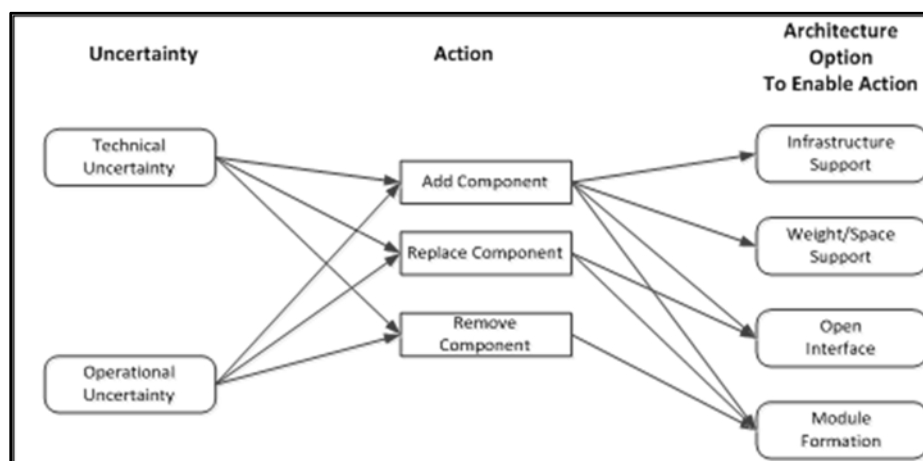 Uncertainty
Action
Architecture
Option
To Enable Action
Technical
Uncertainty
Operational
Uncertainty
Add Component
Replace Component
Remove
Component
Infrastructure
Support
Weight/Space
Support
Open
Interface
Module
Formation